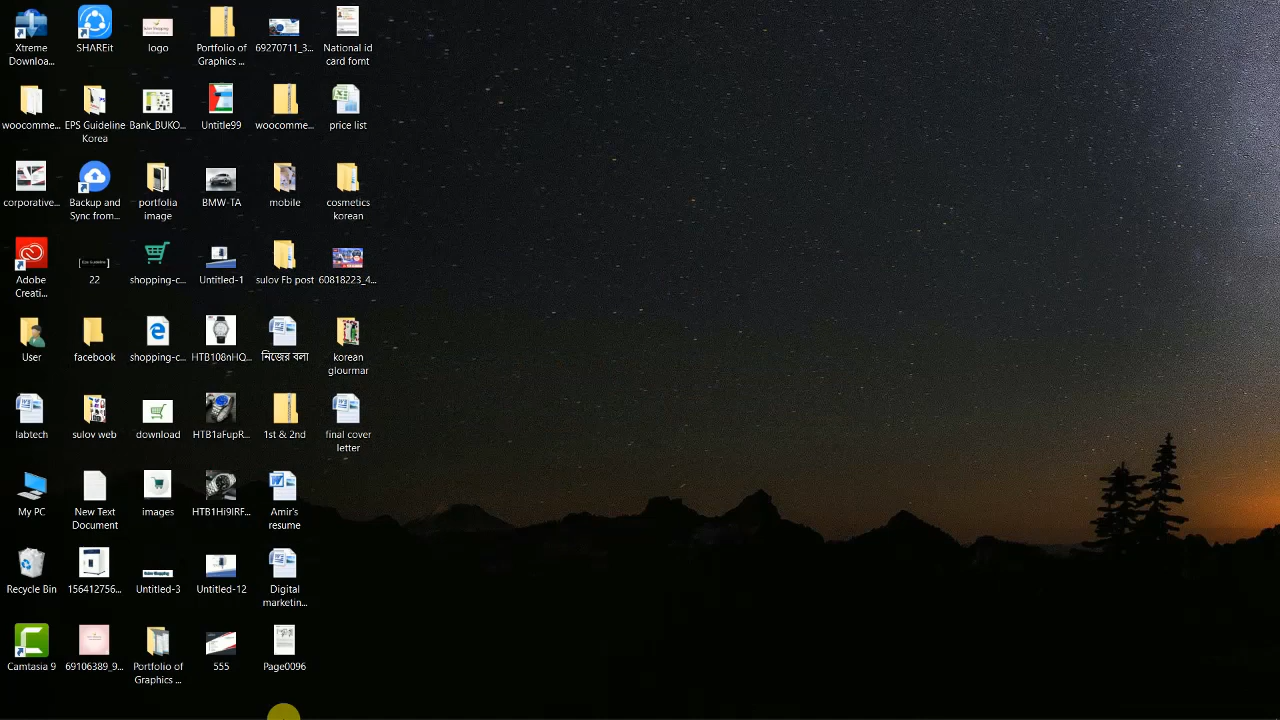 Xtreme
Downloa...
SHAREit
logo
Portfolio of
Graphics ...
69270711_3...
National id
card fomt
woocomme...
EPS Guideline
Korea
Bank_BUKO...
Untitle99
woocomme...
price list
corporative...
Backup and
Sync from...
portfolia
image
BMW-TA
mobile
cosmetics
korean
Adobe
Creati...
22
shopping-c...
Untitled-1
sulov Fb post
60818223_4...
User
facebook
shopping-c...
HTB108nHQ...
নিজের বলা
korean
glourmar
labtech
sulov web
download
HTB1aFupR...
1st & 2nd
final cover
letter
My PC
New Text
Document
images
HTB1Hi9IRF...
Amir's
resume
Recycle Bin
156412756...
Untitled-3
Untitled-12
Digital
marketin...
Camtasia 9
69106389_9...
Portfolio of
Graphics ...
555
Page0096